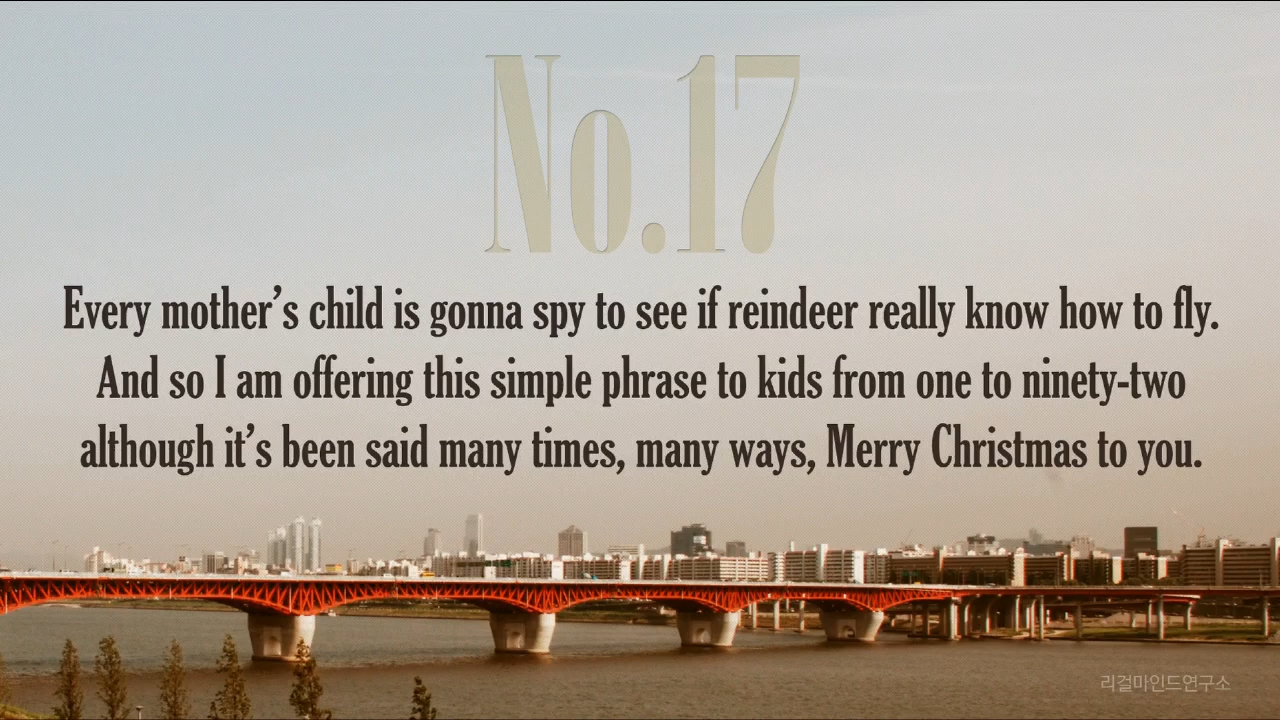 No.17
Every mother’s child is gonna spy to see if reindeer really know how to fly.
And so I am offering this simple phrase to kids from one to ninety-two
although it’s been said many times, many ways, Merry Christmas to you.
리걸마인드연구소